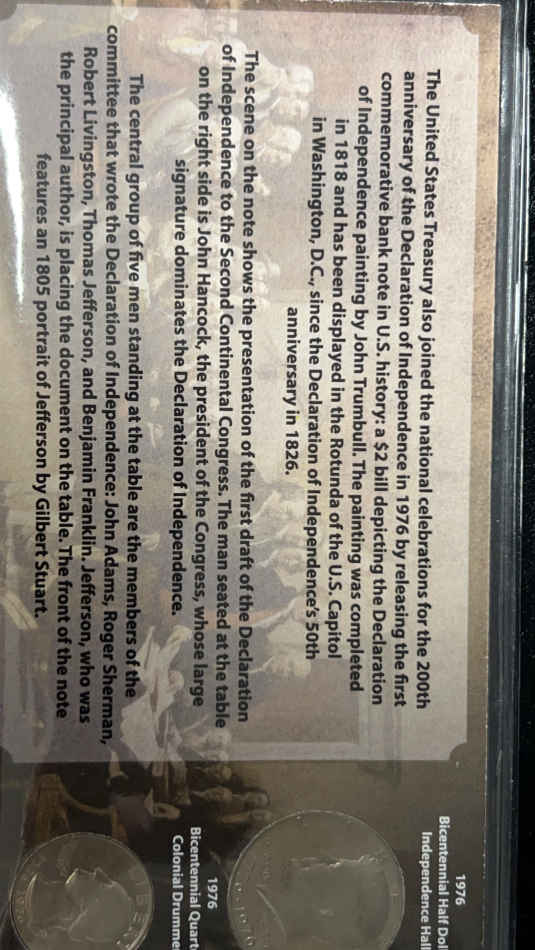 The United States Treasury also joined the national celebrations for the 200th
anniversary of the Declaration of Independence in 1976 by releasing the first
commemorative bank note in U.S. history: a $2 bill depicting the Declaration
of Independence painting by John Trumbull. The painting was completed
in 1818 and has been displayed in the Rotunda of the U.S. Capitol
in Washington, D.C., since the Declaration of Independence's 50th
anniversary in 1826.
The scene on the note shows the presentation of the first draft of the Declaration
of Independence to the Second Continental Congress. The man seated at the table
on the right side is John Hancock, the president of the Congress, whose large
signature dominates the Declaration of Independence.
The central group of five men standing at the table are the members of the
committee that wrote the Declaration of Independence: John Adams, Roger Sherman,
Robert Livingston, Thomas Jefferson, and Benjamin Franklin. Jefferson, who was
the principal author, is placing the document on the table. The front of the note
features an 1805 portrait of Jefferson by Gilbert Stuart.
1976
Bicentennial Half Doll
Independence Hall
1976
Bicentennial Quart
Colonial Drummer